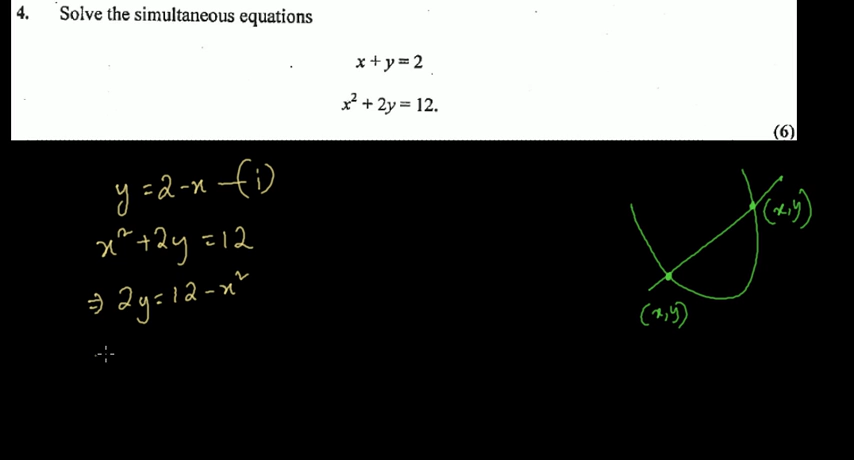 4. Solve the simultaneous equations
x + y = 2
x² + 2y = 12.
(6)
y = 2 - x - (i)
x² + 2y = 12
⇒ 2y = 12 - x²
(x,y)
(x,y)